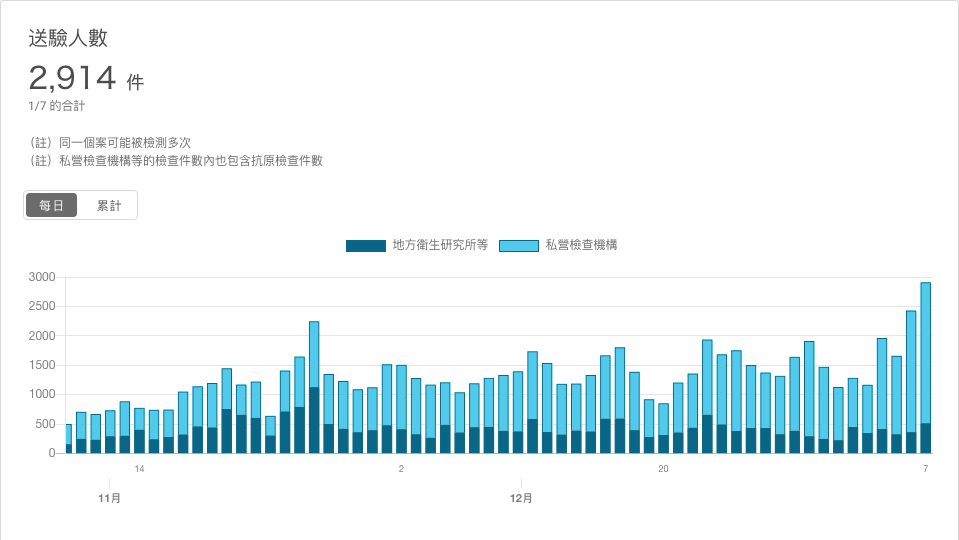 送驗人數
2,914 件
1/7 的合計
（註）同一個案可能被檢測多次
（註）私營檢查機構等的檢查件數內也包含抗原檢查件數
每日 累計
地方衛生研究所等 私營檢查機構
3000
2500
2000
1500
1000
500
0
14 2 20 7
11月 12月